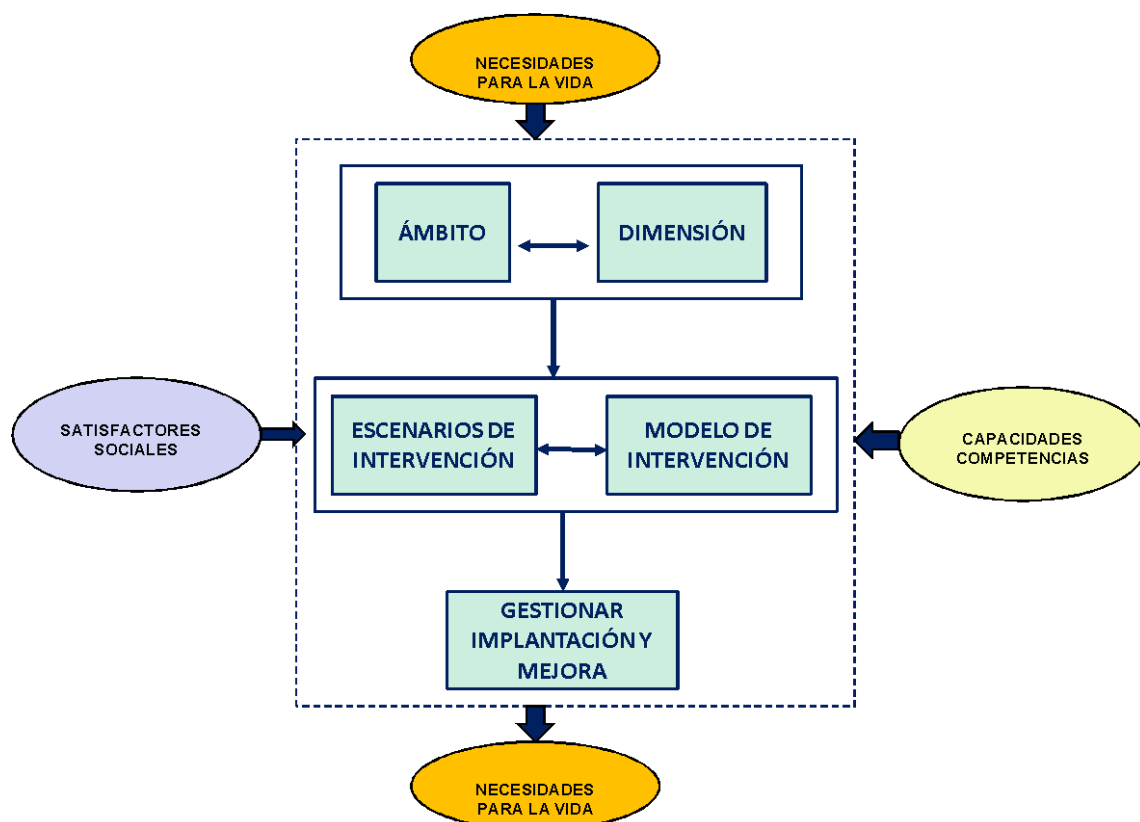 NECESIDADES
PARA LA VIDA
ÁMBITO
DIMENSIÓN
SATISFACTORES
SOCIALES
ESCENARIOS DE
INTERVENCIÓN
MODELO DE
INTERVENCIÓN
CAPACIDADES
COMPETENCIAS
GESTIONAR
IMPLANTACIÓN Y
MEJORA
NECESIDADES
PARA LA VIDA